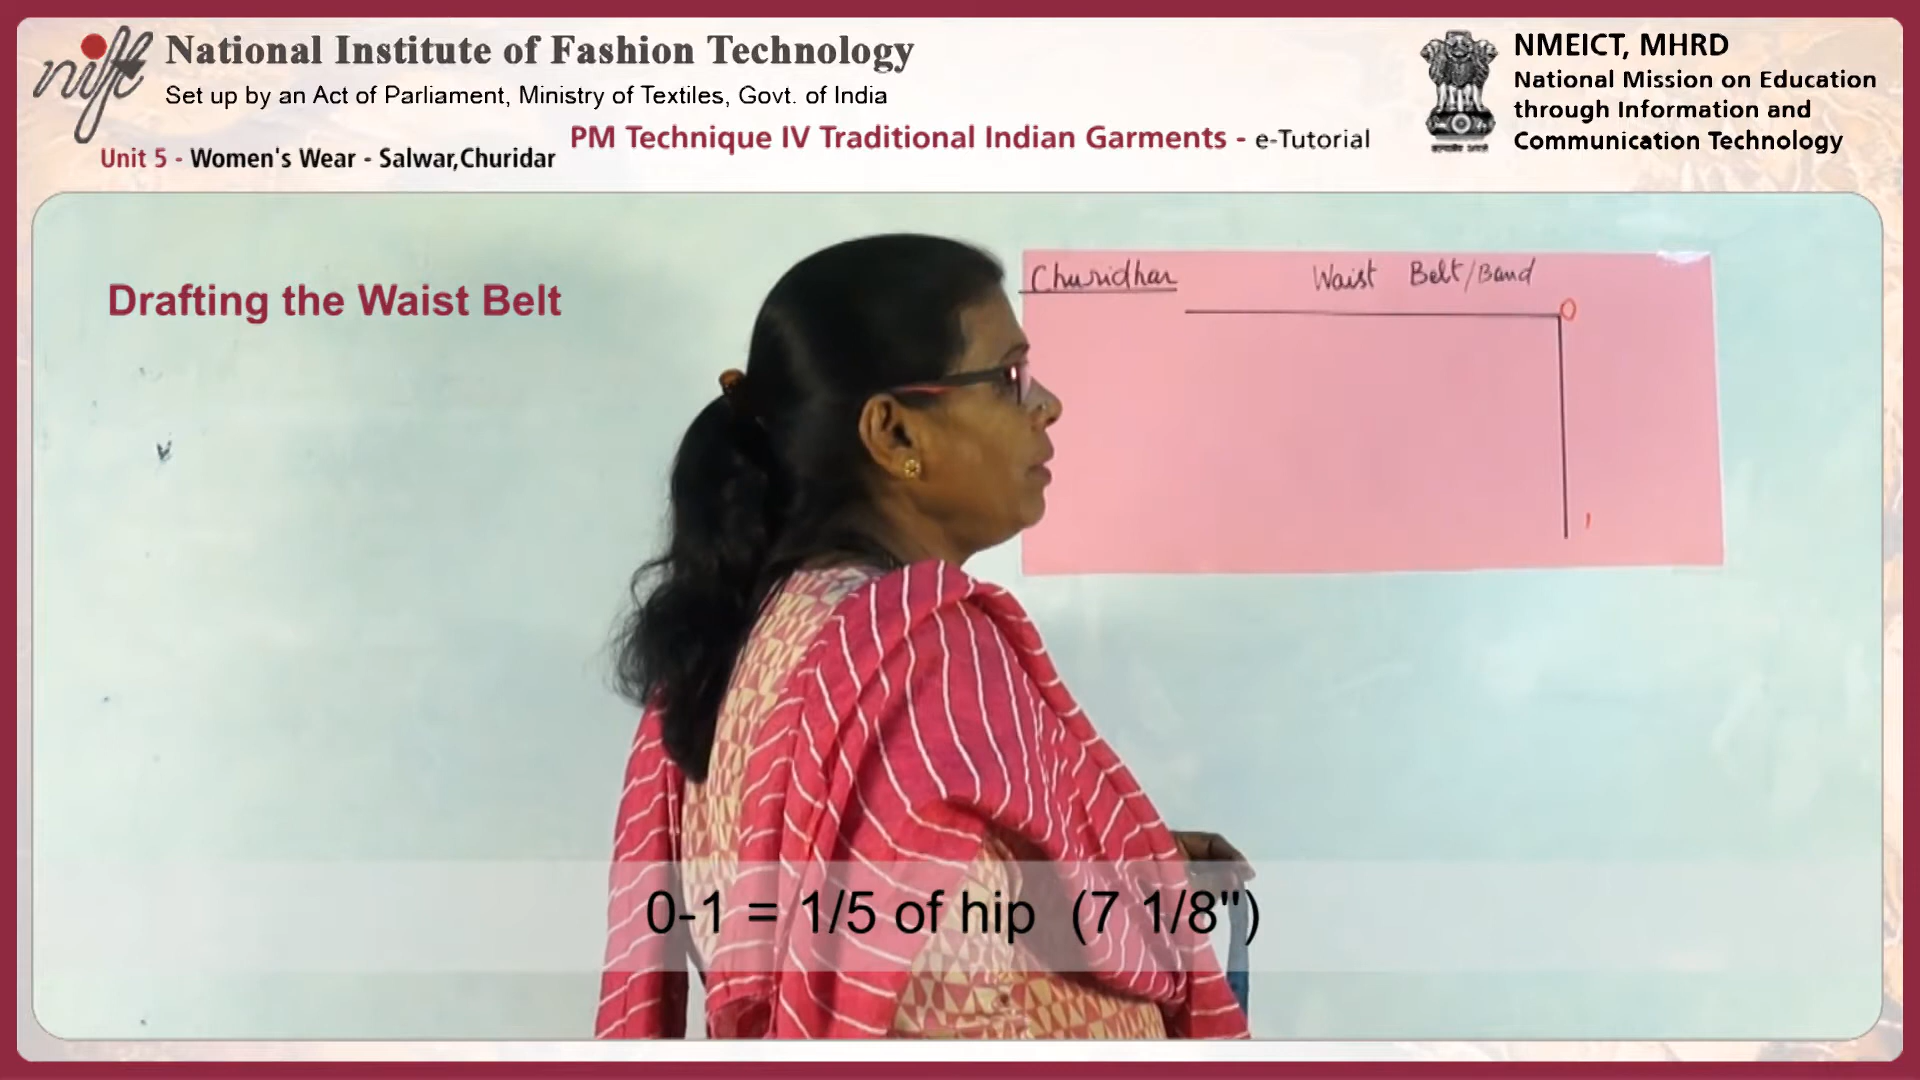 nift
National Institute of Fashion Technology
Set up by an Act of Parliament, Ministry of Textiles, Govt. of India
PM Technique IV Traditional Indian Garments - e-Tutorial
Unit 5 - Women's Wear - Salwar,Churidar
NMEICT, MHRD
National Mission on Education
through Information and
Communication Technology
Drafting the Waist Belt
Churidhar Waist Belt/Band
0
1
0-1 = 1/5 of hip (7 1/8")